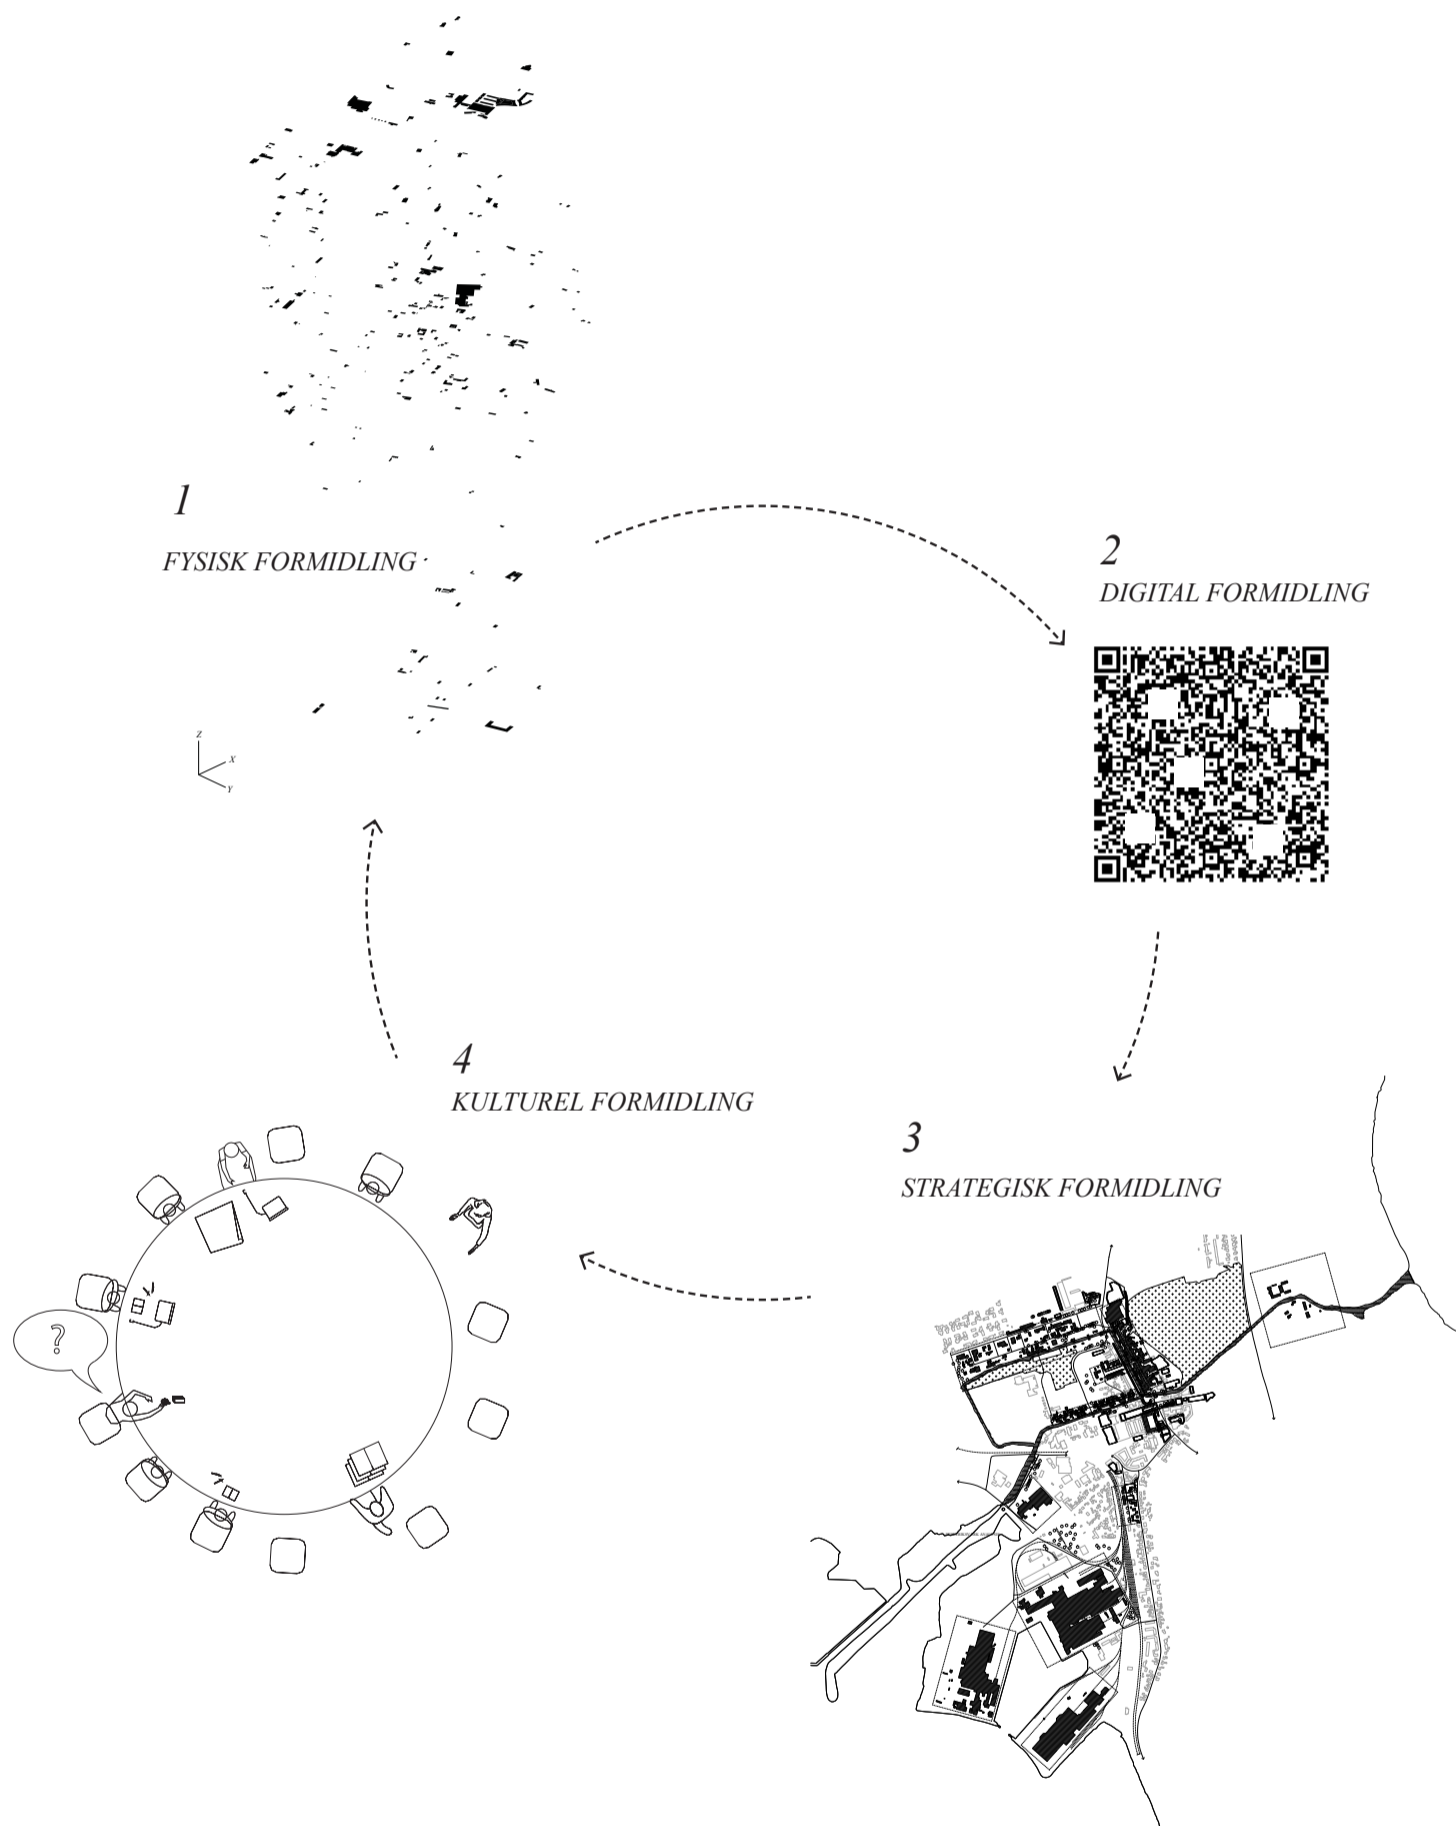 1
FYSISK FORMIDLING
2
DIGITAL FORMIDLING
Z
X
Y
4
KULTUREL FORMIDLING
3
STRATEGISK FORMIDLING
?